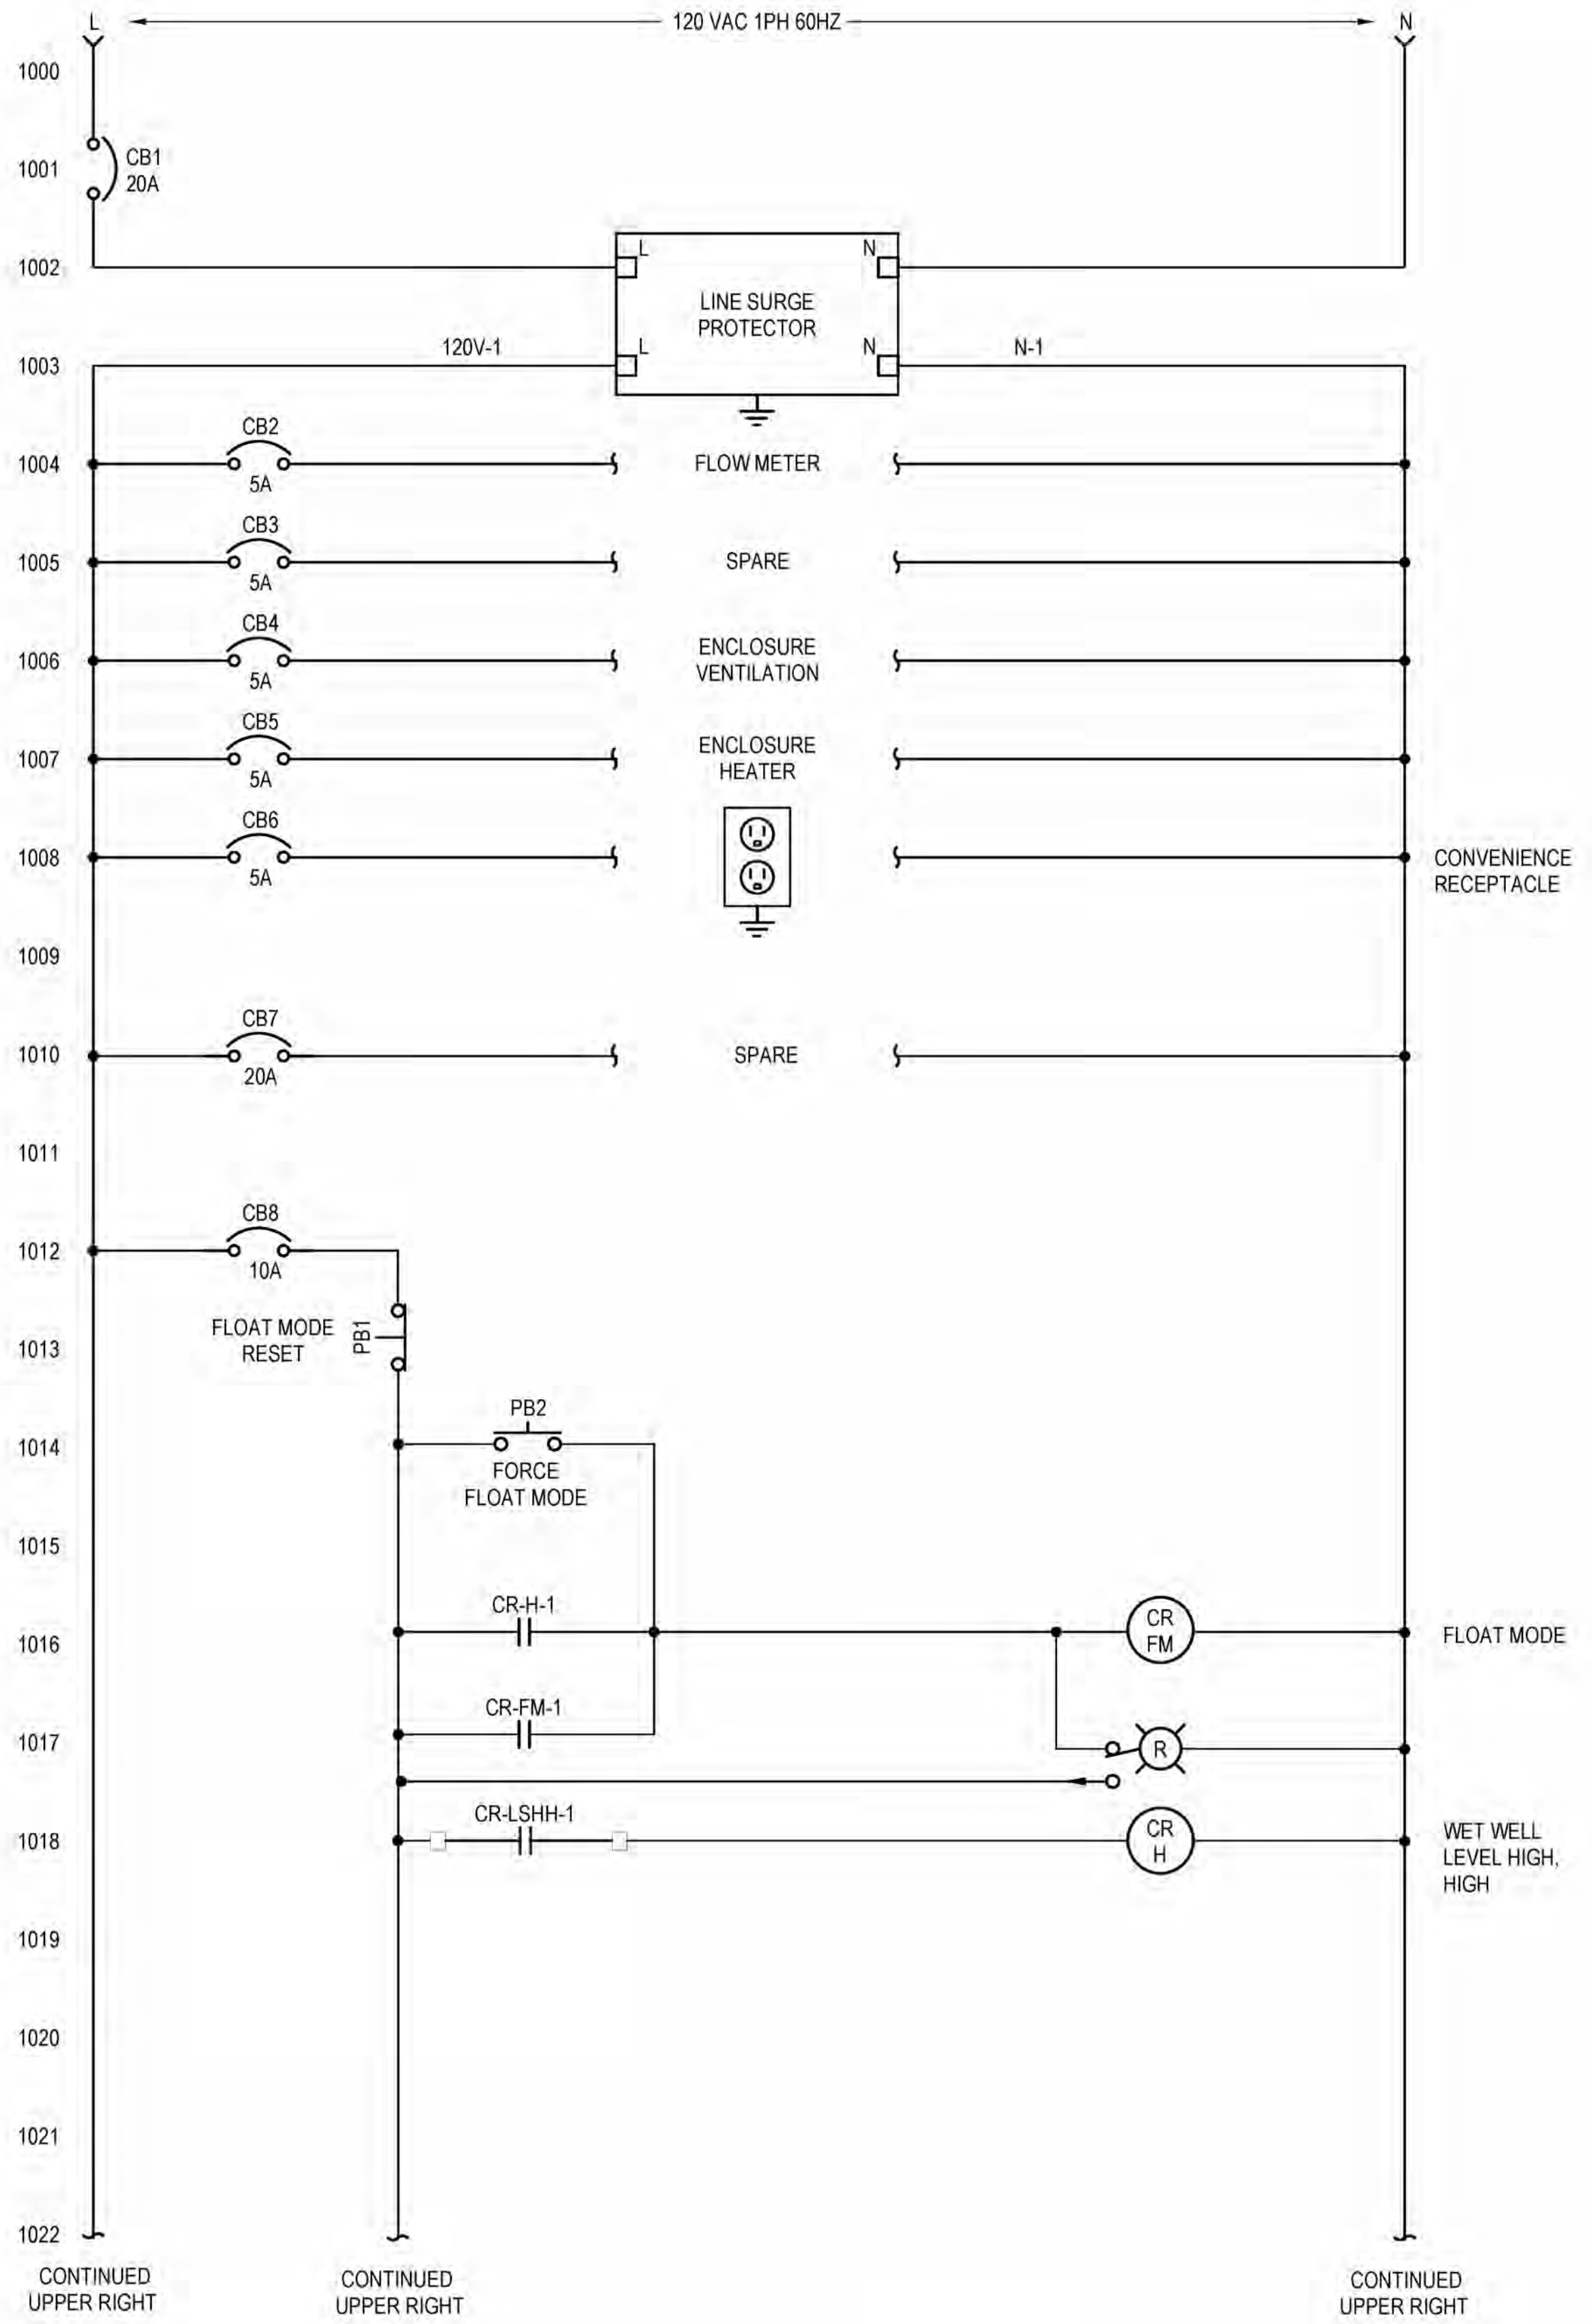 L 120 VAC 1PH 60HZ N
1000
1001 CB1
20A
1002 L N
LINE SURGE
PROTECTOR
1003 120V-1 L N N-1
CB2
1004 FLOW METER
5A
CB3
1005 SPARE
5A
CB4
1006 ENCLOSURE
VENTILATION
5A
CB5
1007 ENCLOSURE
HEATER
5A
CB6
1008 CONVENIENCE
RECEPTACLE
5A
1009
CB7
1010 SPARE
20A
1011
CB8
1012
10A
1013 FLOAT MODE
RESET
PB1
PB2
1014
FORCE
FLOAT MODE
1015
CR-H-1
1016 CR
FM
FLOAT MODE
CR-FM-1
1017 R
CR-LSHH-1
1018 CR
H
WET WELL
LEVEL HIGH,
HIGH
1019
1020
1021
1022
CONTINUED
UPPER RIGHT
CONTINUED
UPPER RIGHT
CONTINUED
UPPER RIGHT